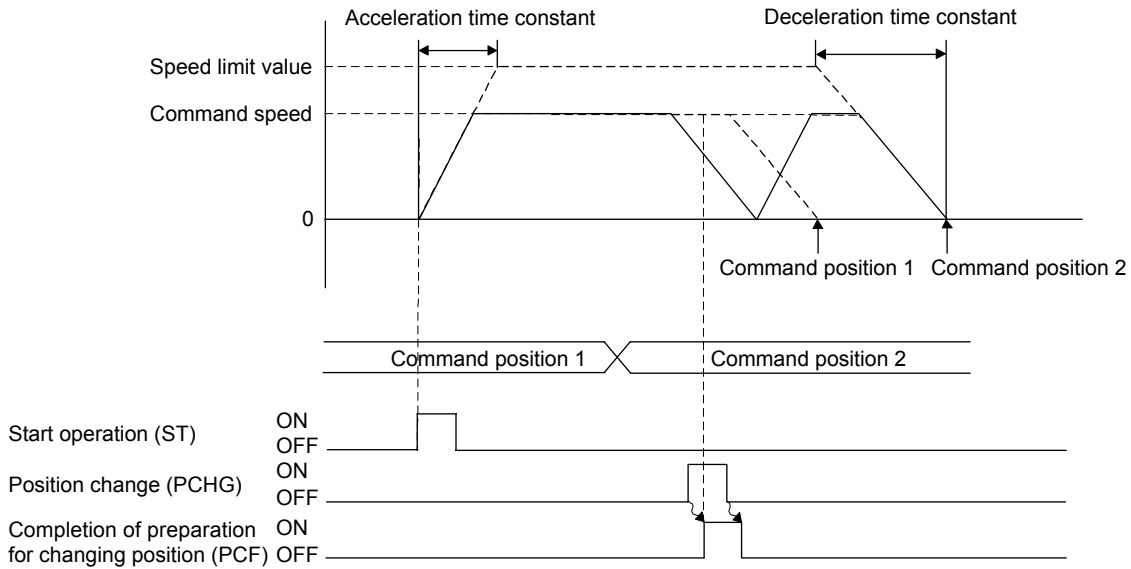 Acceleration time constant
Deceleration time constant
Speed limit value
Command speed
0
Command position 1
Command position 2
Command position 1
Command position 2
Start operation (ST)
ON
OFF
Position change (PCHG)
ON
OFF
Completion of preparation
for changing position (PCF)
ON
OFF